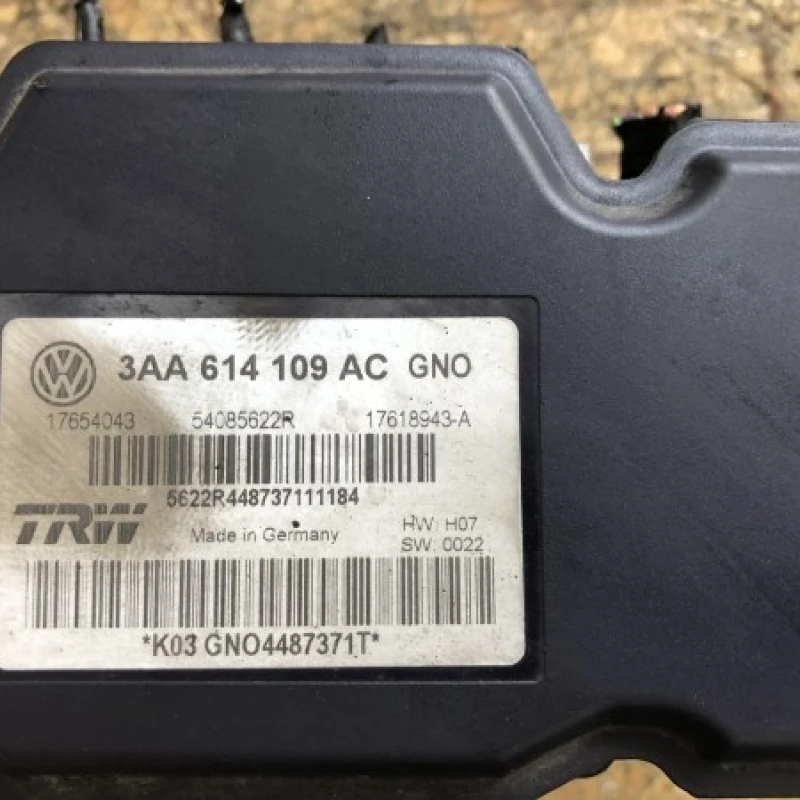 3AA 614 109 AC GNO
17654043 54085622R 17618943-A
5622R448737111184
TRW Made in Germany HW: H07
SW: 0022
*K03 GNO4487371T*